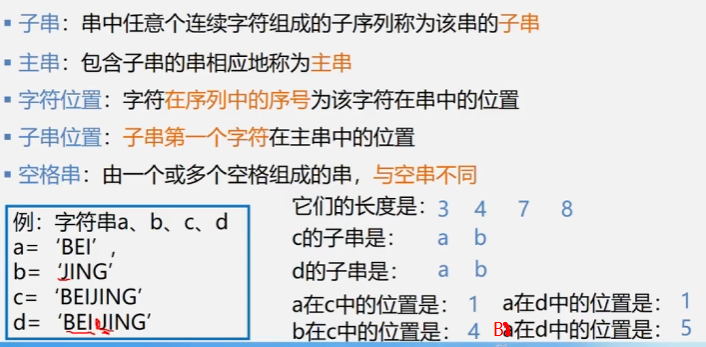 ▪ 子串：串中任意个连续字符组成的子序列称为该串的子串
▪ 主串：包含子串的串相应地称为主串
▪ 字符位置：字符在序列中的序号为该字符在串中的位置
▪ 子串位置：子串第一个字符在主串中的位置
▪ 空格串：由一个或多个空格组成的串，与空串不同
例：字符串a、b、c、d
a= ‘BEI’，
b= ‘JING’
c= ‘BEIJING’
d= ‘BEI JING’
它们的长度是：3 4 7 8
c的子串是： a b
d的子串是： a b
a在c中的位置是： 1 a在d中的位置是： 1
b在c中的位置是： 4 Ba在d中的位置是： 5